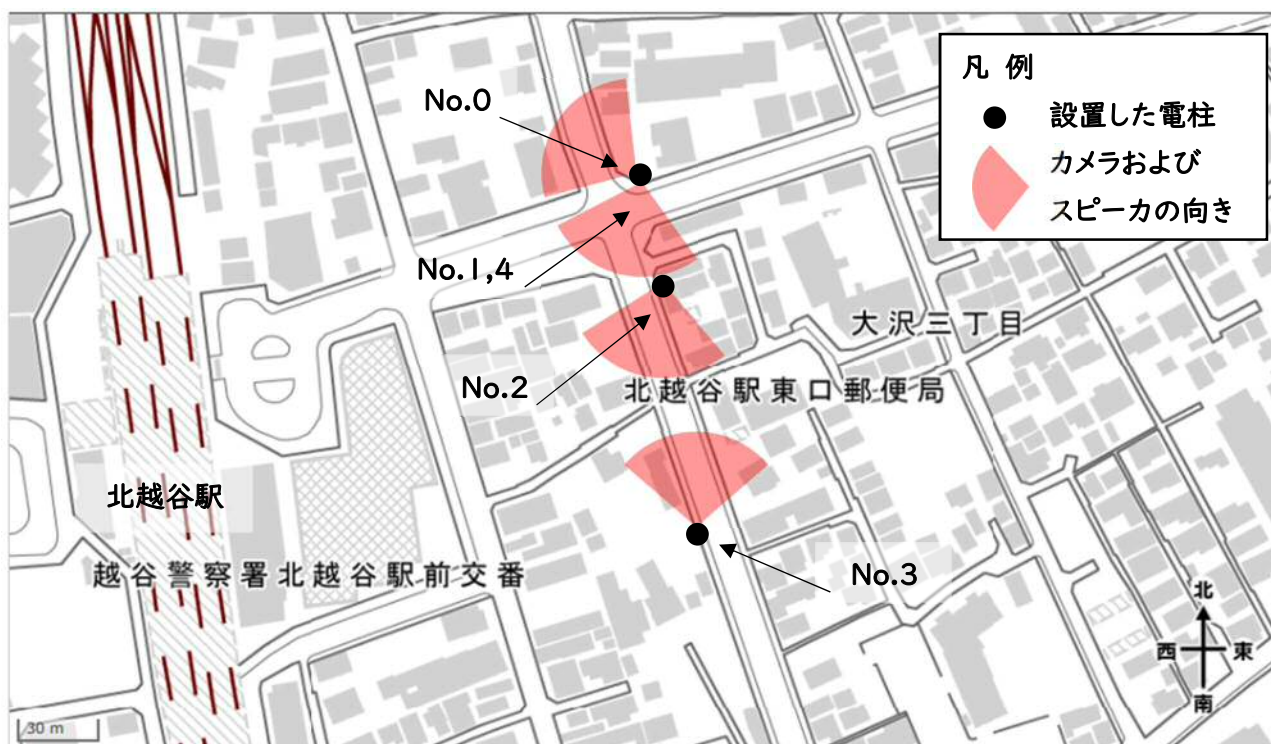 No.0
凡 例
設置した電柱
カメラおよび
スピーカの向き
No.1,4
大沢三丁目
No.2
北越谷駅東口郵便局
北越谷駅
越谷警察署北越谷駅前交番
No.3
北
西 東
南
30 m